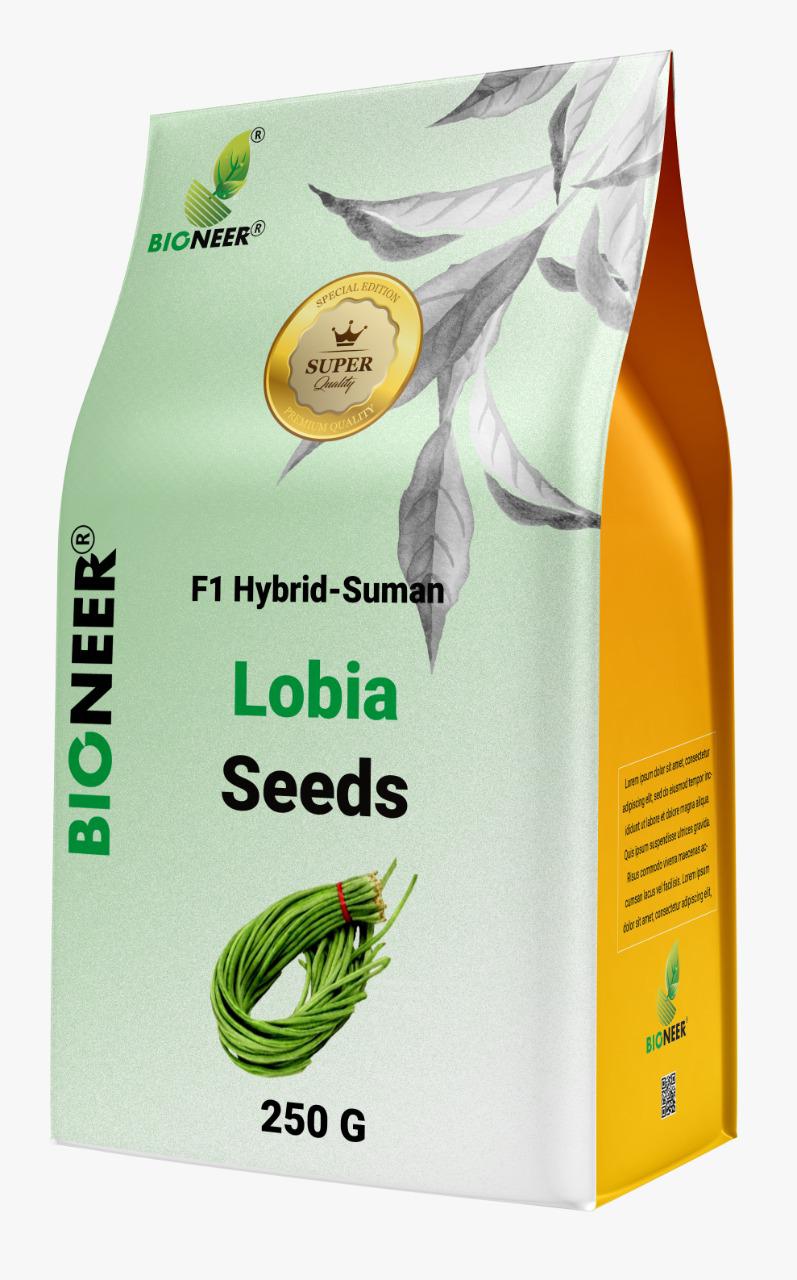 ®
BIONEER®
SPECIAL EDITION
SUPER
Quality
PREMIUM QUALITY
BIONEER®
F1 Hybrid-Suman
Lobia
Seeds
250 G
Lorem ipsum dolor sit amet, consectetur
adipiscing elit, sed do eiusmod tempor inc-
ididunt ut labore et dolore magna aliqua.
Quis ipsum suspendisse ultrices gravida.
Risus commodo viverra maecenas ac-
cumsan lacus vel facilisis. Lorem ipsum
dolor sit amet, consectetur adipiscing elit,
BIONEER®